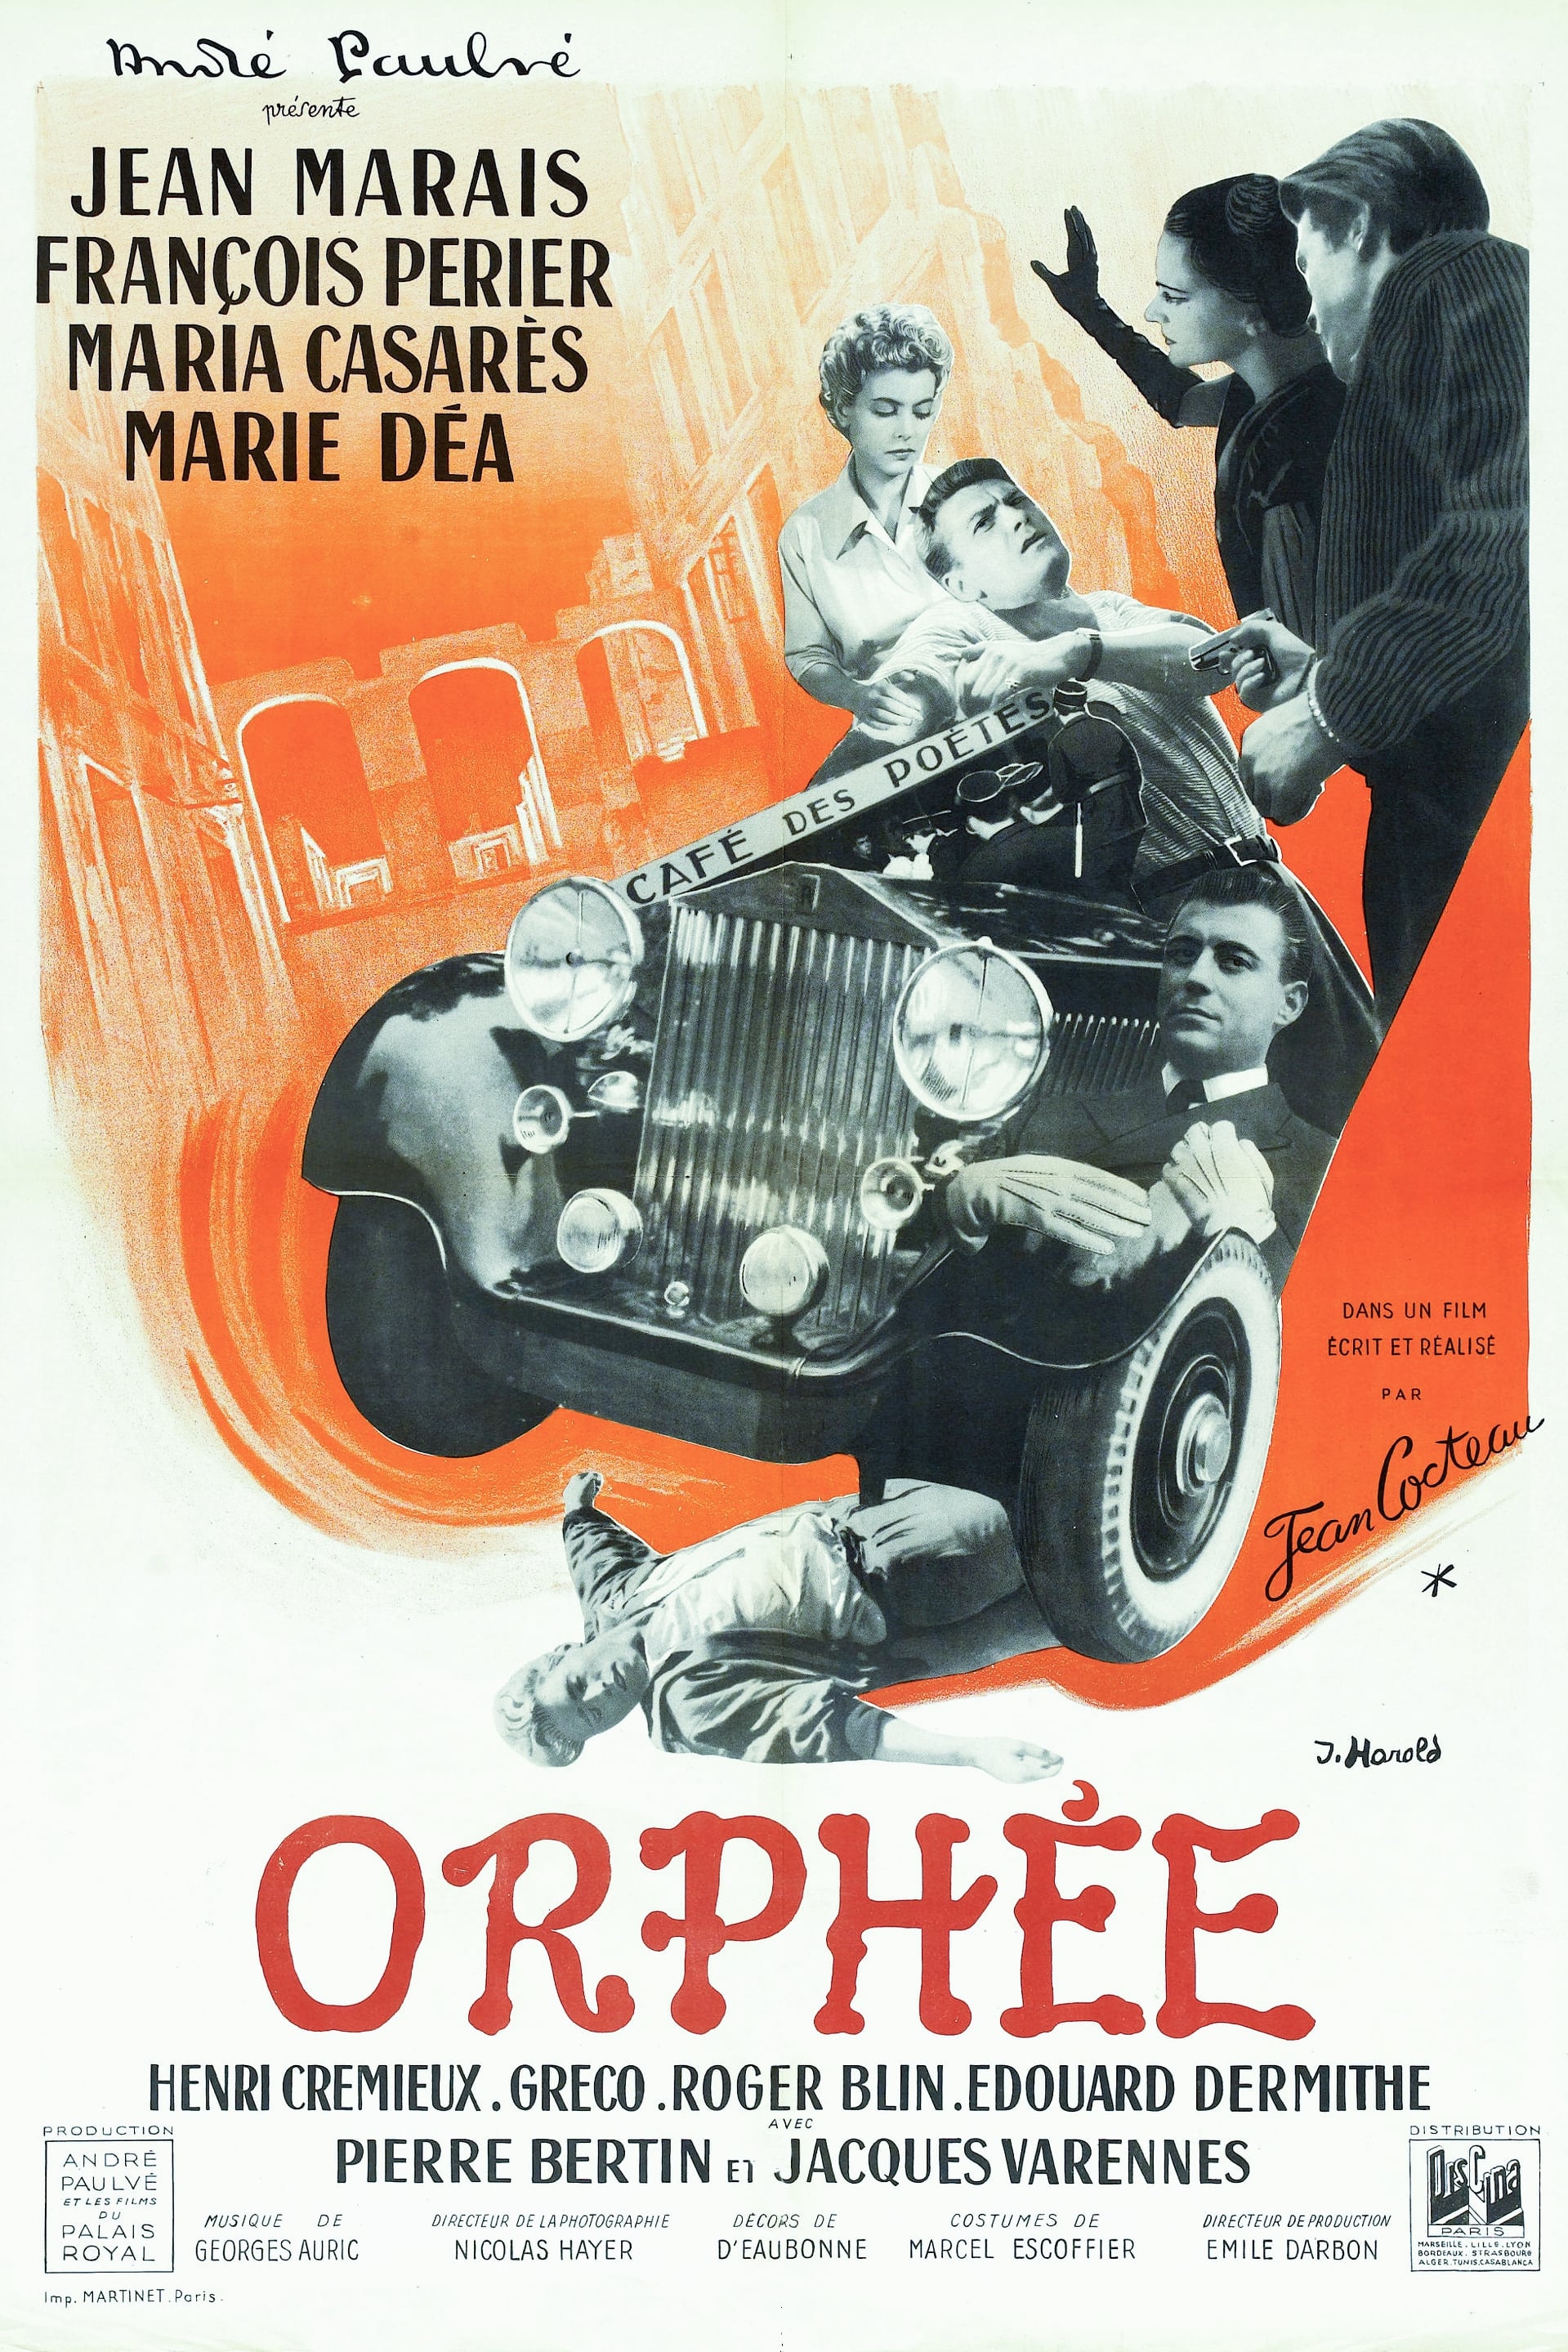 André Paulvé
présente
JEAN MARAIS
FRANÇOIS PERIER
MARIA CASARÈS
MARIE DÉA
CAFÉ DES POÈTES
R
DANS UN FILM
ÉCRIT ET RÉALISÉ
PAR
Jean Cocteau
*
J. Harold
ORPHÉE
HENRI CREMIEUX. GRECO. ROGER BLIN. EDOUARD DERMITHE
AVEC
PIERRE BERTIN ET JACQUES VARENNES
PRODUCTION
ANDRÉ
PAULVÉ
ET LES FILMS
DU
PALAIS
ROYAL
MUSIQUE DE
GEORGES AURIC
DIRECTEUR DE LA PHOTOGRAPHIE
NICOLAS HAYER
DÉCORS DE
D'EAUBONNE
COSTUMES DE
MARCEL ESCOFFIER
DIRECTEUR DE PRODUCTION
EMILE DARBON
DISTRIBUTION
DisCina
PARIS
MARSEILLE. LILLE. LYON
BORDEAUX. STRASBOURG
ALGER. TUNIS. CASABLANCA
Imp. MARTINET. Paris.